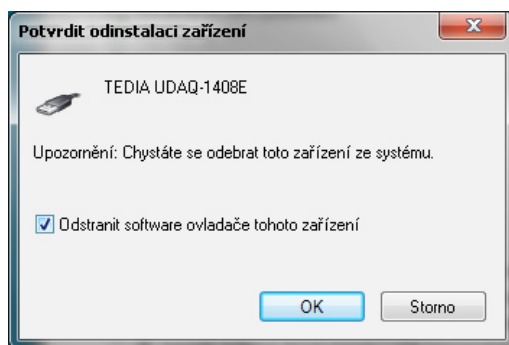 Potvrdit odinstalaci zařízení
TEDIA UDAQ-1408E
Upozornění: Chystáte se odebrat toto zařízení ze systému.
Odstranit software ovladače tohoto zařízení
OK Storno